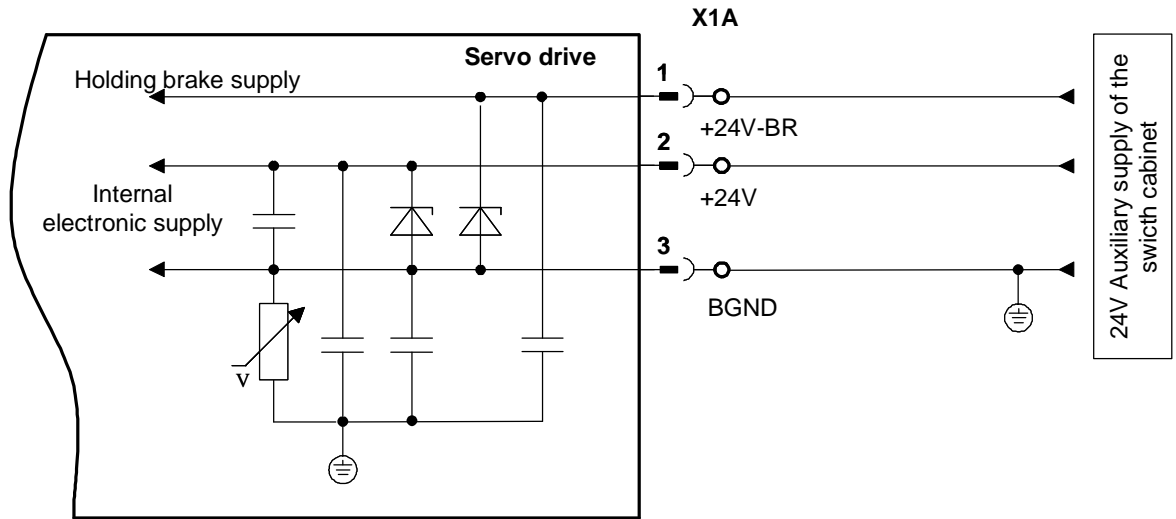 X1A
Servo drive
Holding brake supply
1
+24V-BR
2
+24V
Internal
electronic supply
3
BGND
V
24V Auxiliary supply of the
swicth cabinet